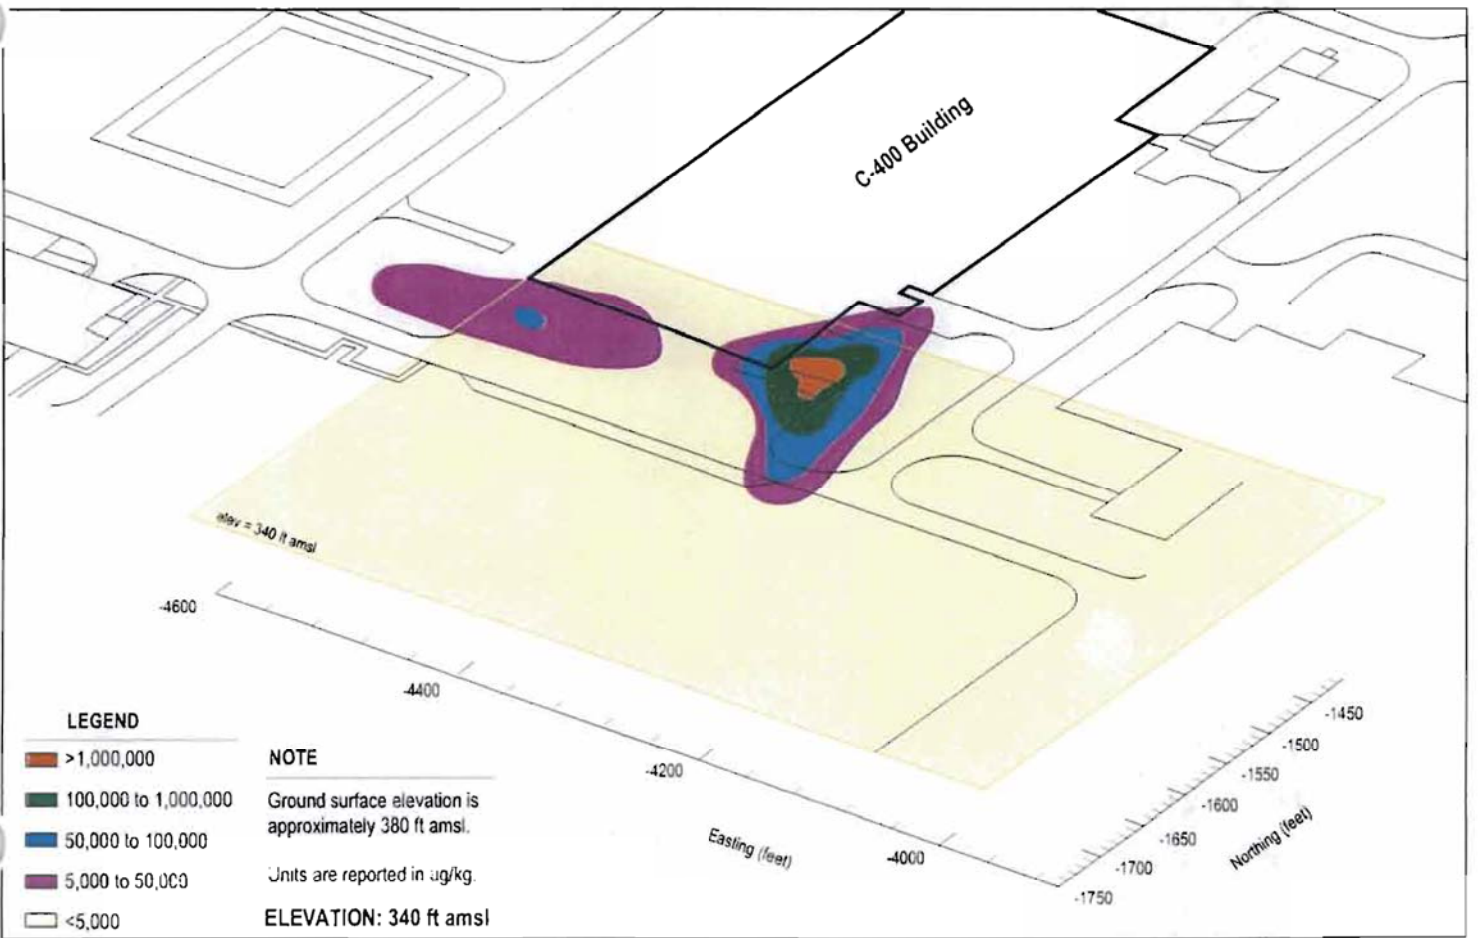 C-400 Building
elev = 340 ft amsl
-4600
-4400
-4200
-4000
Easting (feet)
-1450
-1500
-1550
-1600
-1650
-1700
-1750
Northing (feet)
LEGEND
>1,000,000
100,000 to 1,000,000
50,000 to 100,000
5,000 to 50,000
<5,000
NOTE
Ground surface elevation is
approximately 380 ft amsl.
Units are reported in ug/kg.
ELEVATION: 340 ft amsl